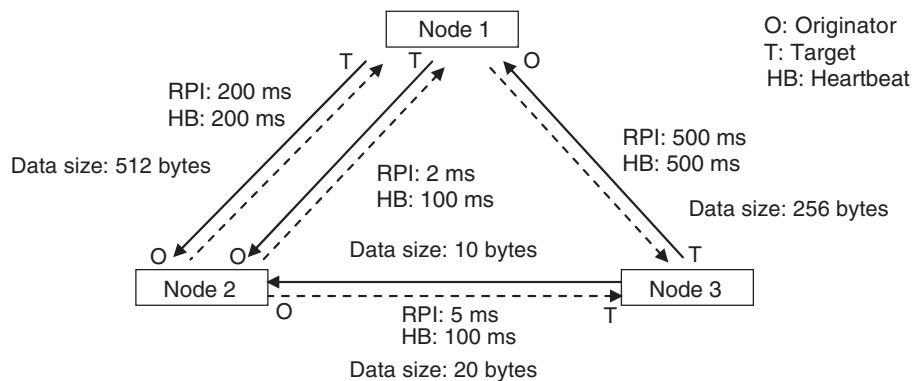 Node 1
O: Originator
T: Target
HB: Heartbeat
T
T
O
RPI: 200 ms
HB: 200 ms
Data size: 512 bytes
RPI: 2 ms
HB: 100 ms
RPI: 500 ms
HB: 500 ms
Data size: 256 bytes
Data size: 10 bytes
O
O
T
Node 2
Node 3
O
T
RPI: 5 ms
HB: 100 ms
Data size: 20 bytes